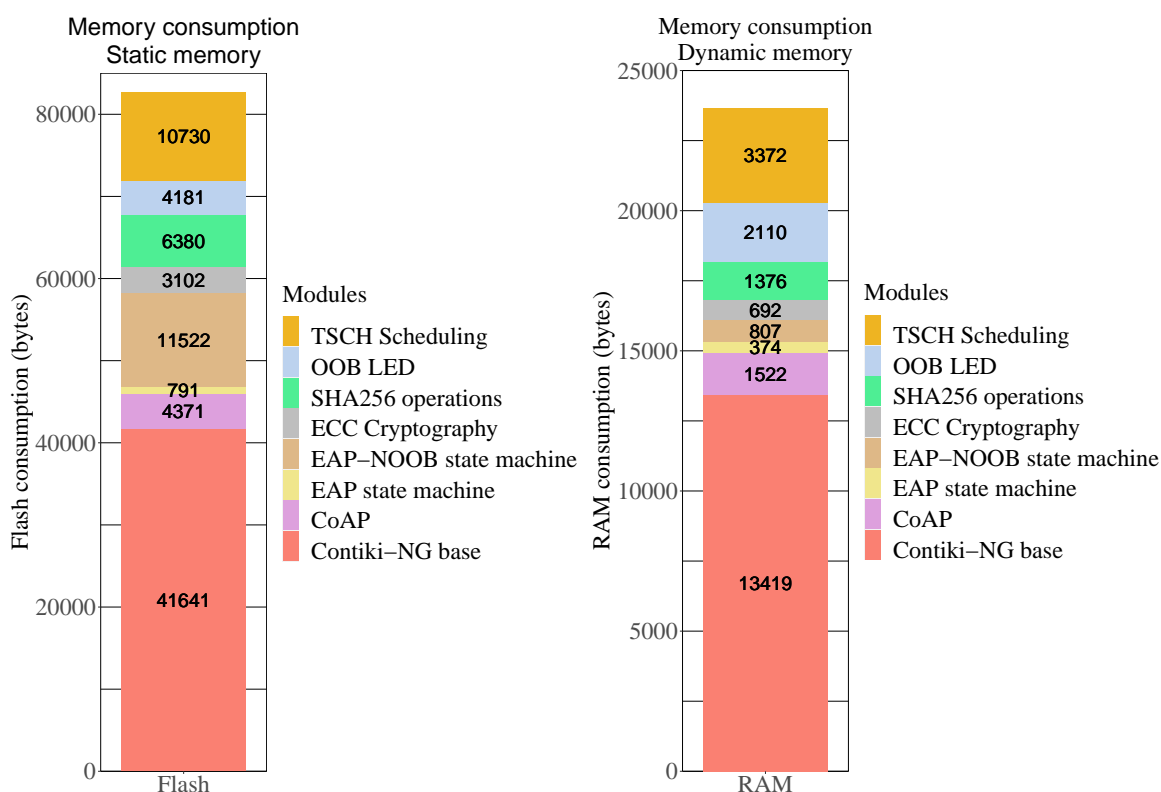 Memory consumption
Static memory
Flash consumption (bytes)
80000
60000
40000
20000
0
10730
4181
6380
3102
11522
791
4371
41641
Flash
Modules
TSCH Scheduling
OOB LED
SHA256 operations
ECC Cryptography
EAP−NOOB state machine
EAP state machine
CoAP
Contiki−NG base
Memory consumption
Dynamic memory
RAM consumption (bytes)
25000
20000
15000
10000
5000
0
3372
2110
1376
692
807
374
1522
13419
RAM
Modules
TSCH Scheduling
OOB LED
SHA256 operations
ECC Cryptography
EAP−NOOB state machine
EAP state machine
CoAP
Contiki−NG base